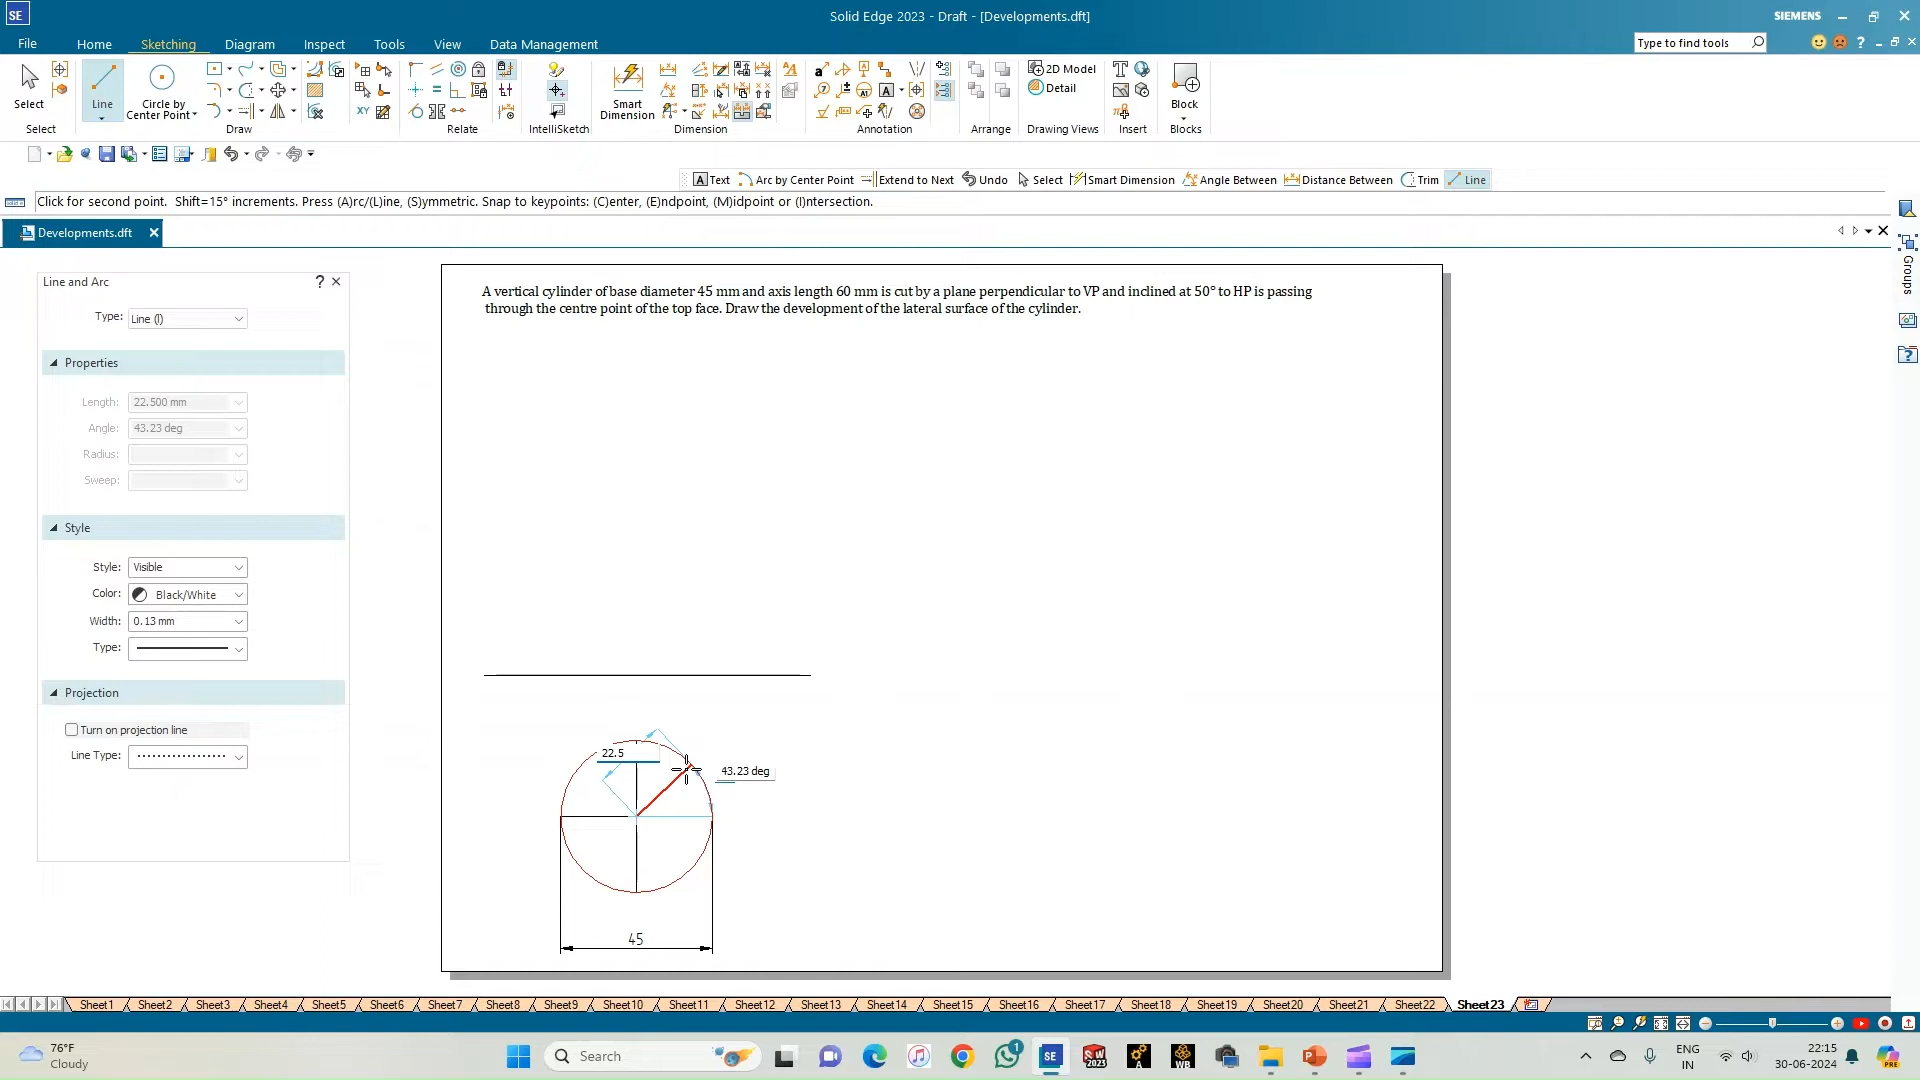 SE
Solid Edge 2023 - Draft - [Developments.dft]
SIEMENS
File
Home
Sketching
Diagram
Inspect
Tools
View
Data Management
Type to find tools
Select
Line
Circle by
Center Point
Smart
Dimension
2D Model
Detail
Block
Select
Draw
Relate
IntelliSketch
Dimension
Annotation
Arrange
Drawing Views
Insert
Blocks
Text
Arc by Center Point
Extend to Next
Undo
Select
Smart Dimension
Angle Between
Distance Between
Trim
Line
Click for second point. Shift=15° increments. Press (A)rc/(L)ine, (S)ymmetric. Snap to keypoints: (C)enter, (E)ndpoint, (M)idpoint or (I)ntersection.
Developments.dft
Groups
Line and Arc
Type: Line (l)
Properties
Length: 22.500 mm
Angle: 43.23 deg
Radius:
Sweep:
Style
Style: Visible
Color: Black/White
Width: 0.13 mm
Type:
Projection
Turn on projection line
Line Type:
A vertical cylinder of base diameter 45 mm and axis length 60 mm is cut by a plane perpendicular to VP and inclined at 50° to HP is passing
through the centre point of the top face. Draw the development of the lateral surface of the cylinder.
22.5
43.23 deg
45
Sheet1
Sheet2
Sheet3
Sheet4
Sheet5
Sheet6
Sheet7
Sheet8
Sheet9
Sheet10
Sheet11
Sheet12
Sheet13
Sheet14
Sheet15
Sheet16
Sheet17
Sheet18
Sheet19
Sheet20
Sheet21
Sheet22
Sheet23
76°F
Cloudy
Search
1
SE
2023
A
WB
ENG
IN
22:15
30-06-2024
PRE